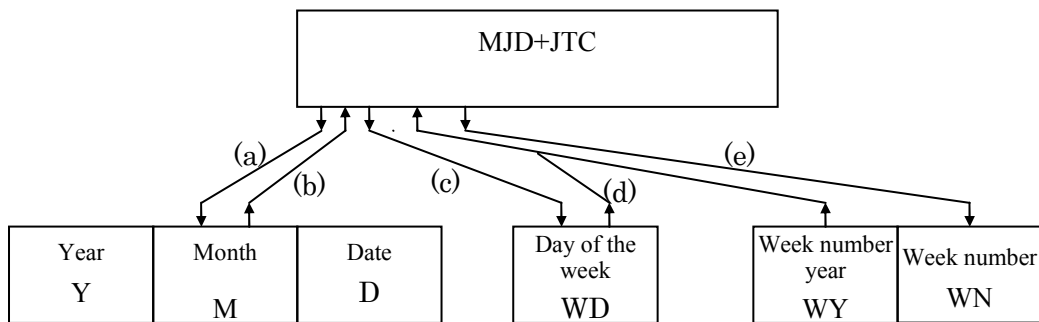 MJD+JTC
(a)
(b)
(c)
(d)
(e)
Year
Y
Month
M
Date
D
Day of the
week
WD
Week number
year
WY
Week number
WN